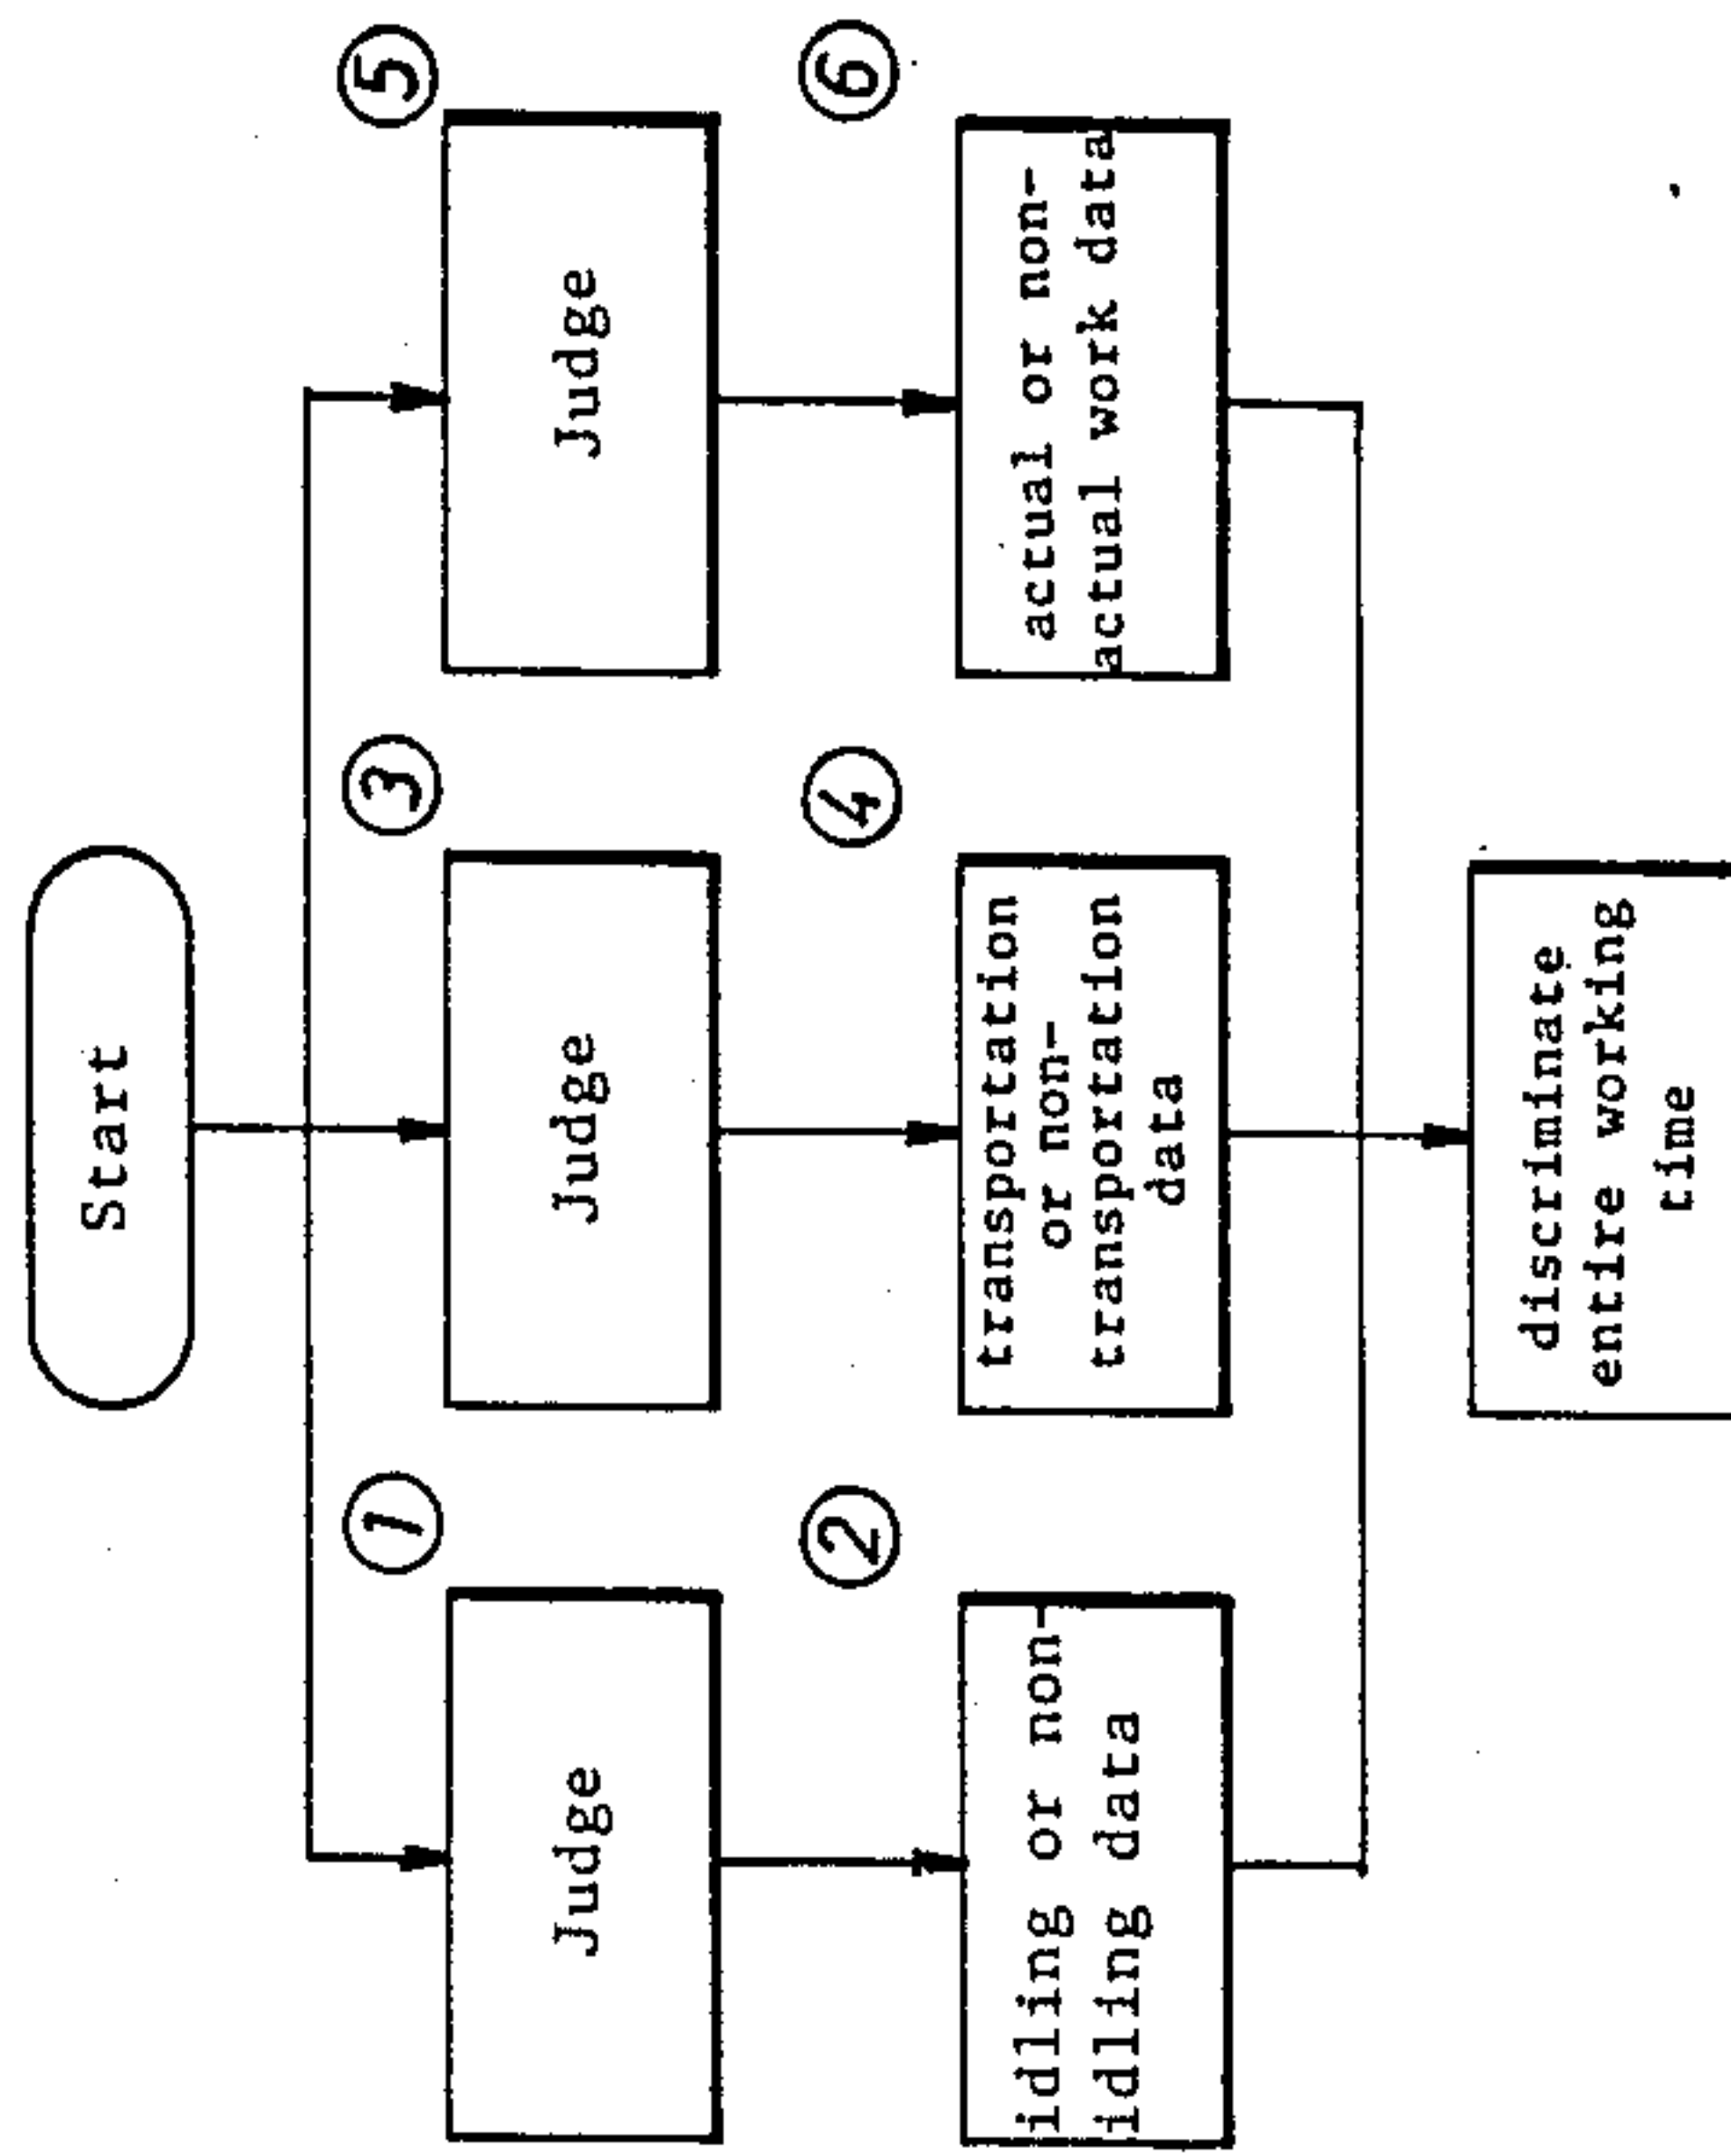 Start
①
Judge
③
Judge
⑤
Judge
②
idling or non-
idling data
④
transportation
or non-
transportation
data
⑥
actual or non-
actual work data
discriminate
entire working
time